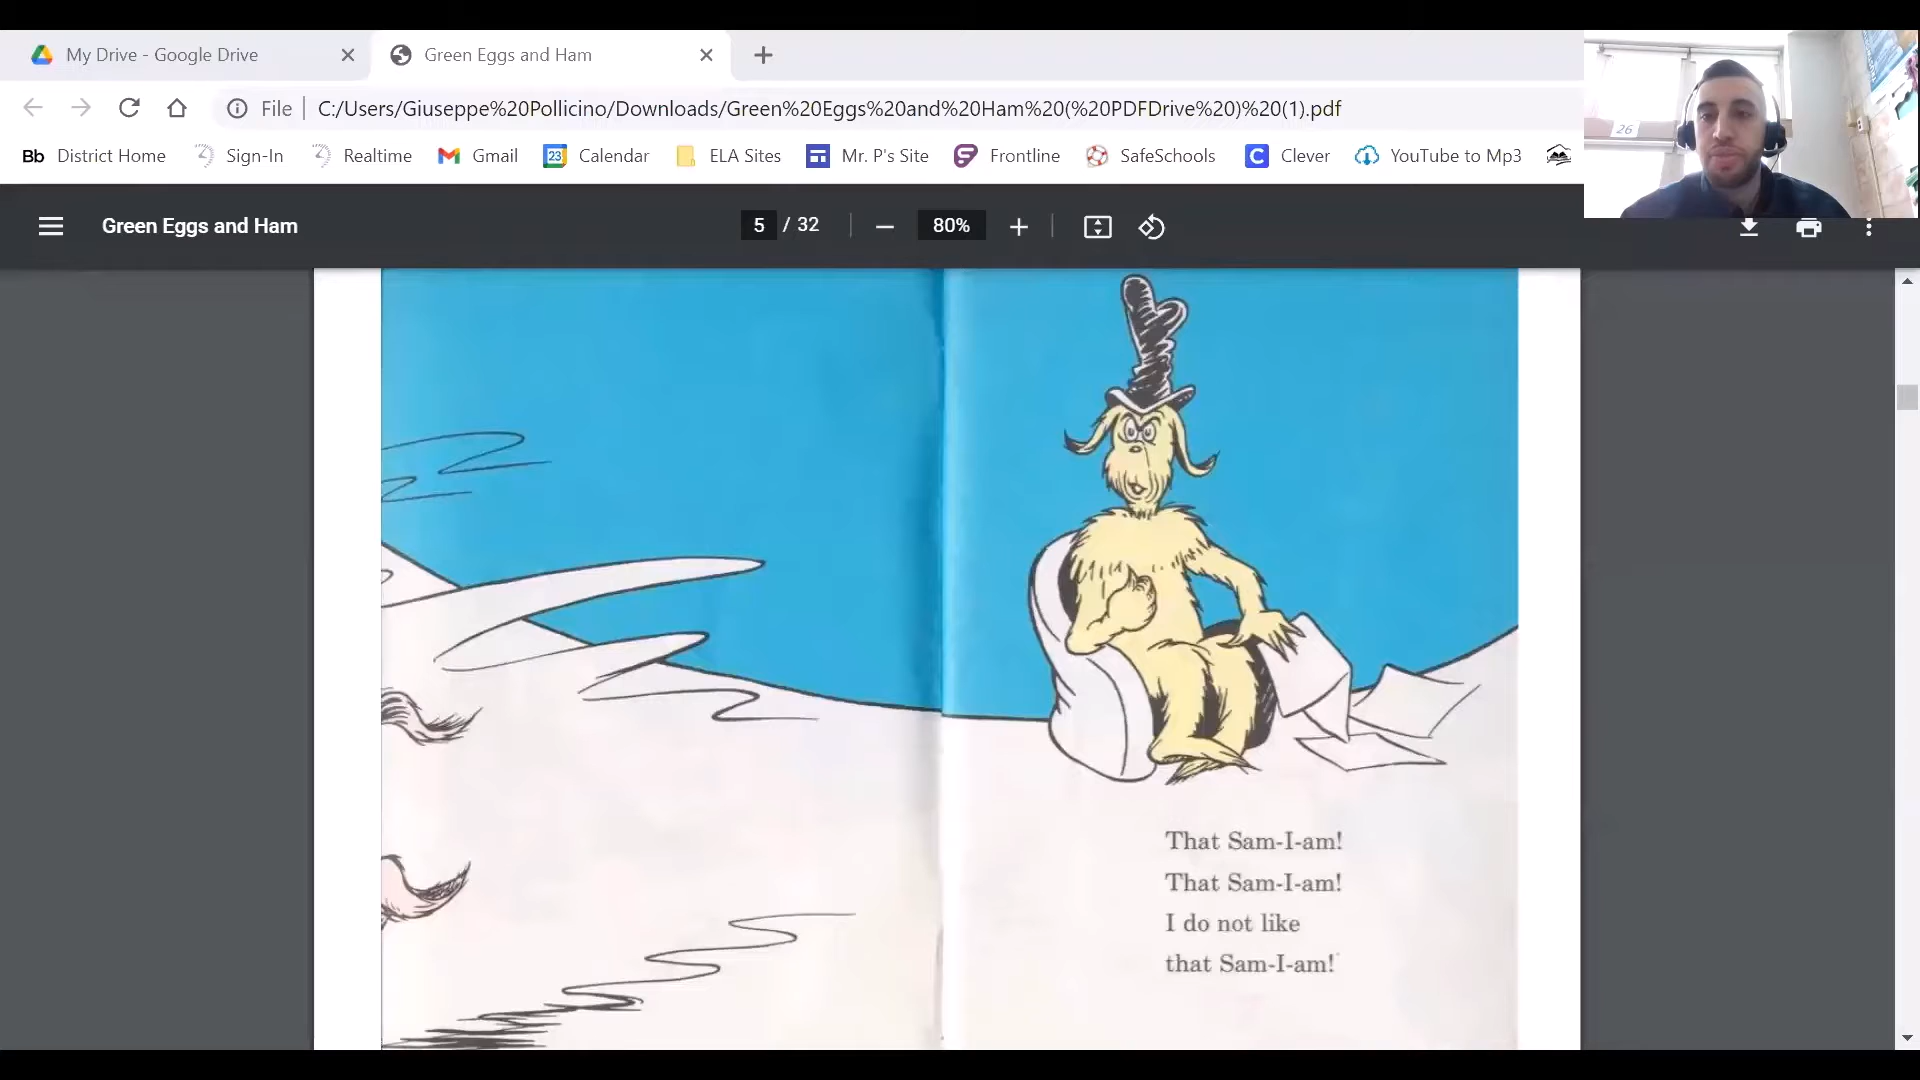 My Drive - Google Drive
Green Eggs and Ham
File
C:/Users/Giuseppe%20Pollicino/Downloads/Green%20Eggs%20and%20Ham%20(%20PDFDrive%20)%20(1).pdf
Bb District Home
Sign-In
Realtime
Gmail
23 Calendar
ELA Sites
Mr. P's Site
Frontline
SafeSchools
C Clever
YouTube to Mp3
26
Green Eggs and Ham
5 / 32
80%
That Sam-I-am!
That Sam-I-am!
I do not like
that Sam-I-am!